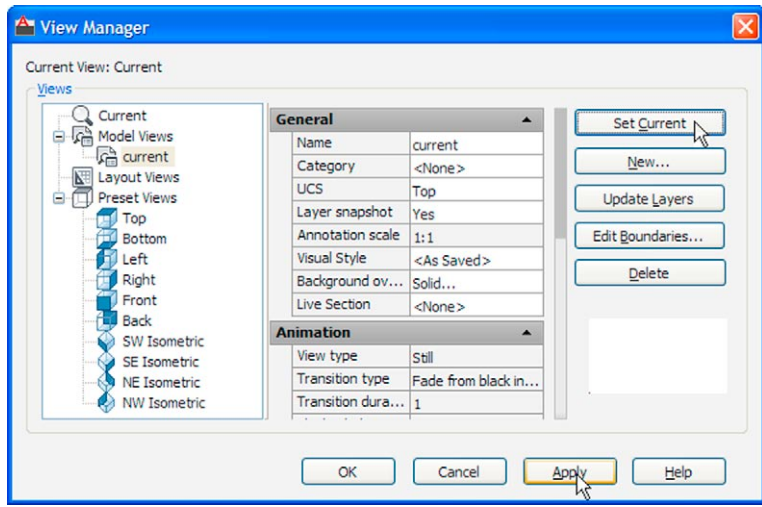 View Manager
Current View: Current
Views
Current
Model Views
current
Layout Views
Preset Views
Top
Bottom
Left
Right
Front
Back
SW Isometric
SE Isometric
NE Isometric
NW Isometric
General
Name current
Category <None>
UCS Top
Layer snapshot Yes
Annotation scale 1:1
Visual Style <As Saved>
Background ov... Solid...
Live Section <None>
Animation
View type Still
Transition type Fade from black in...
Transition dura... 1
Set Current
New...
Update Layers
Edit Boundaries...
Delete
OK Cancel Apply Help